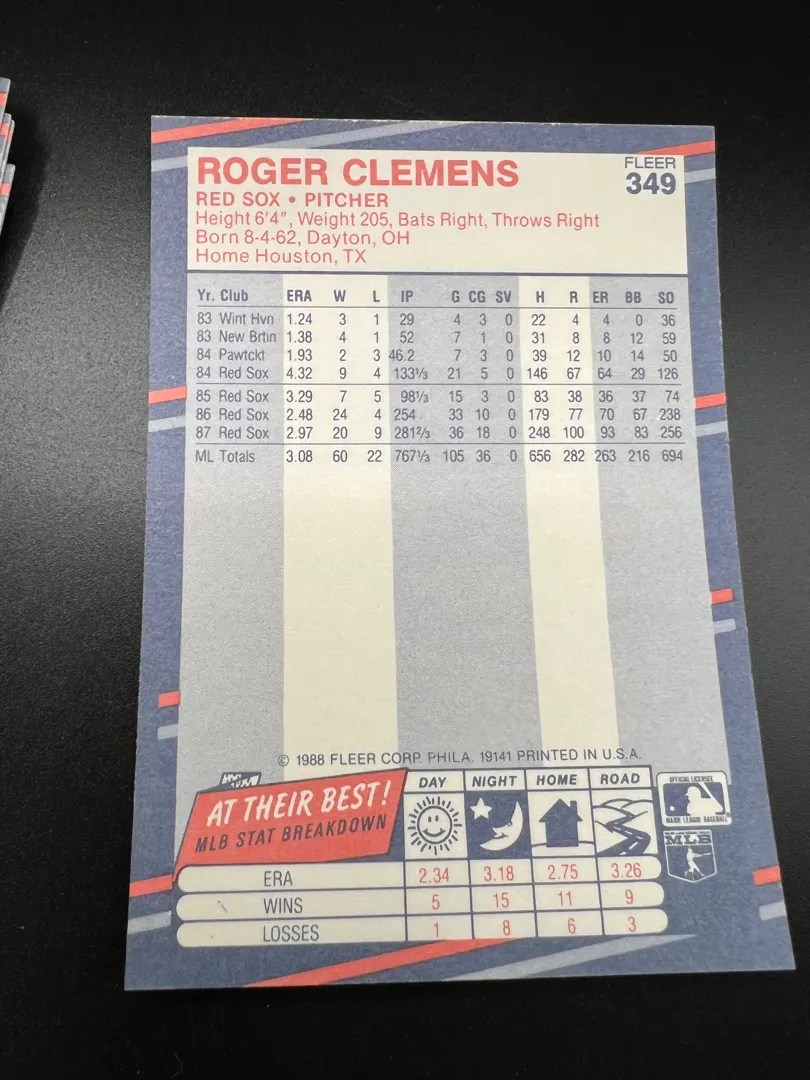 ROGER CLEMENS
FLEER
349
RED SOX • PITCHER
Height 6'4", Weight 205, Bats Right, Throws Right
Born 8-4-62, Dayton, OH
Home Houston, TX
Yr. Club ERA W L IP G CG SV H R ER BB SO
83 Wint Hvn 1.24 3 1 29 4 3 0 22 4 4 0 36
83 New Brtin 1.38 4 1 52 7 1 0 31 8 8 12 59
84 Pawtckt 1.93 2 3 46.2 7 3 0 39 12 10 14 50
84 Red Sox 4.32 9 4 133⅓ 21 5 0 146 67 64 29 126
85 Red Sox 3.29 7 5 98⅓ 15 3 0 83 38 36 37 74
86 Red Sox 2.48 24 4 254 33 10 0 179 77 70 67 238
87 Red Sox 2.97 20 9 281⅔ 36 18 0 248 100 93 83 256
ML Totals 3.08 60 22 767⅓ 105 36 0 656 282 263 216 694
© 1988 FLEER CORP. PHILA. 19141 PRINTED IN U.S.A.
AT THEIR BEST!
MLB STAT BREAKDOWN
DAY NIGHT HOME ROAD
OFFICIAL LICENSEE
MAJOR LEAGUE BASEBALL
MLB
ERA 2.34 3.18 2.75 3.26
WINS 5 15 11 9
LOSSES 1 8 6 3